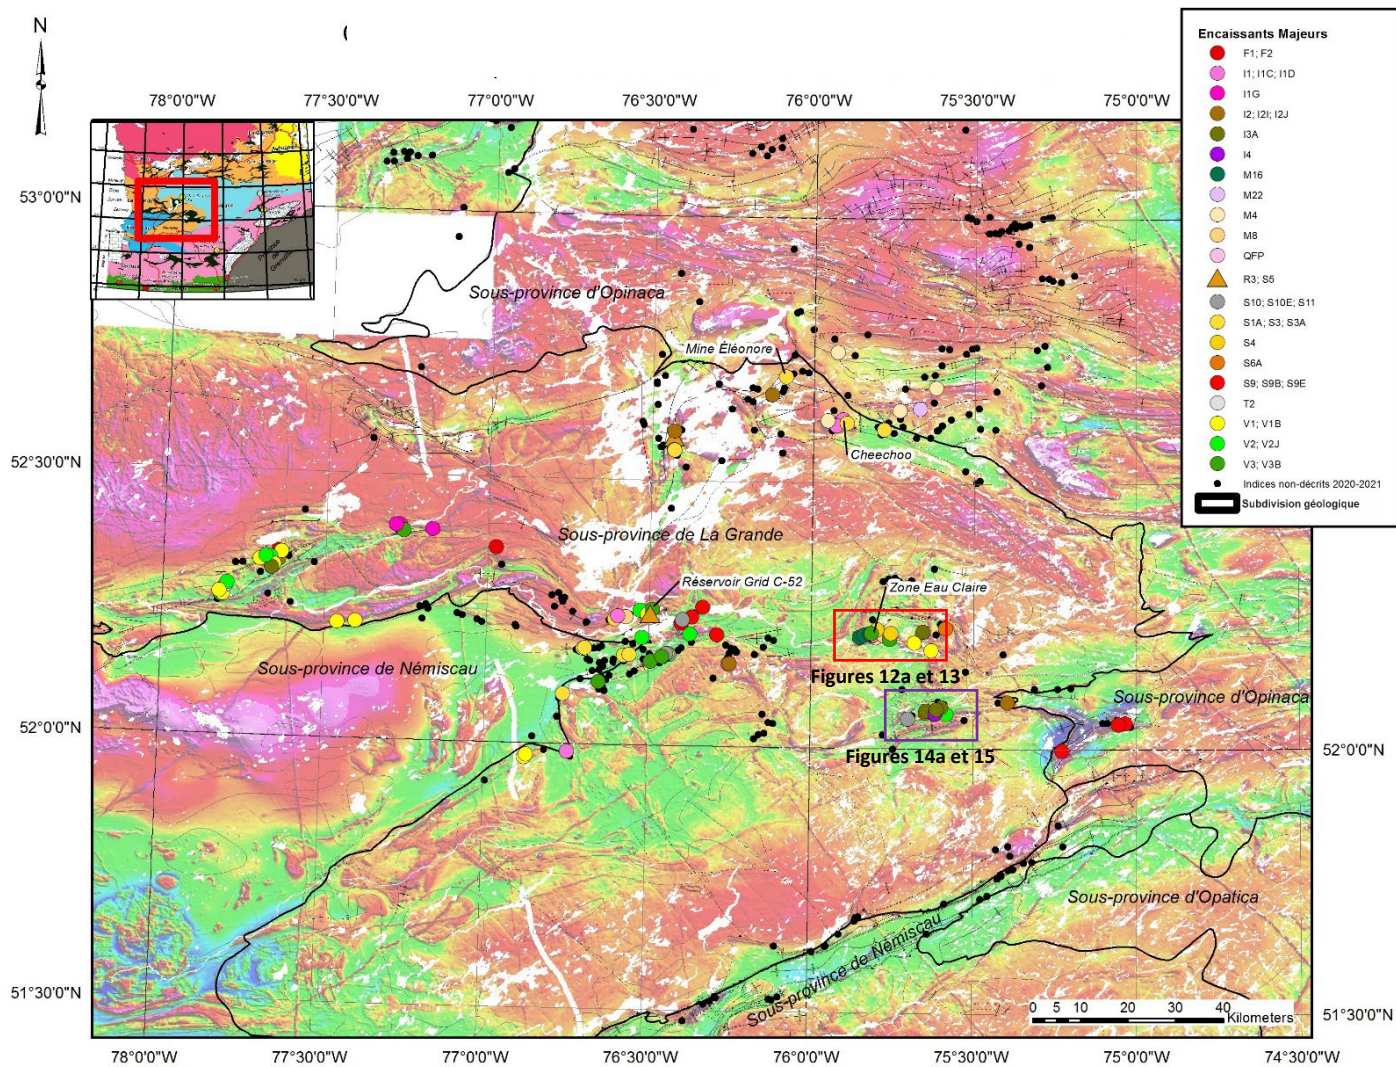 N
78°0'0"W
77°30'0"W
77°0'0"W
76°30'0"W
76°0'0"W
75°30'0"W
75°0'0"W
Encaissants Majeurs
F1; F2
I1; I1C; I1D
I1G
I2; I2I; I2J
I3A
I4
M16
M22
M4
M8
QFP
R3; S5
S10; S10E; S11
S1A; S3; S3A
S4
S6A
S9; S9B; S9E
T2
V1; V1B
V2; V2J
V3; V3B
Indices non-décrits 2020-2021
Subdivision géologique
53°0'0"N
53°0'0"N
Sous-province d'Opinaca
Mine Éléonore
Cheechoo
52°30'0"N
52°30'0"N
Sous-province de La Grande
Réservoir Grid C-52
Zone Eau Claire
Sous-province de Némiscau
Figures 12a et 13
Sous-province d'Opinaca
52°0'0"N
52°0'0"N
Figures 14a et 15
Sous-province d'Opatica
Sous-province de Némiscau
51°30'0"N
51°30'0"N
0 5 10 20 30 40
Kilometers
78°0'0"W
77°30'0"W
77°0'0"W
76°30'0"W
76°0'0"W
75°30'0"W
75°0'0"W
74°30'0"W